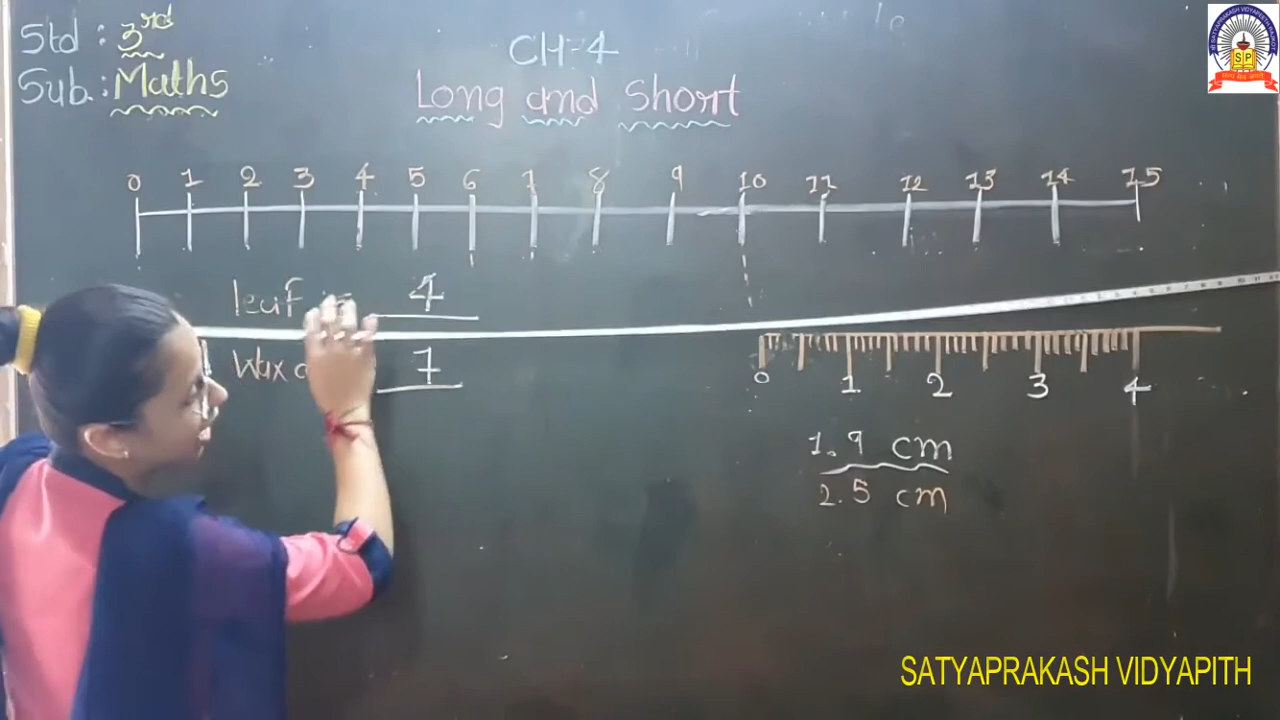 Std : 3rd
Sub. : Maths
CH-4
Long and Short
0 1 2 3 4 5 6 7 8 9 10 11 12 13 14 15
leaf 4
Wax 7
0 1 2 3 4
1.9 cm
2.5 cm
SP
SATYAPRAKASH VIDYAPITH